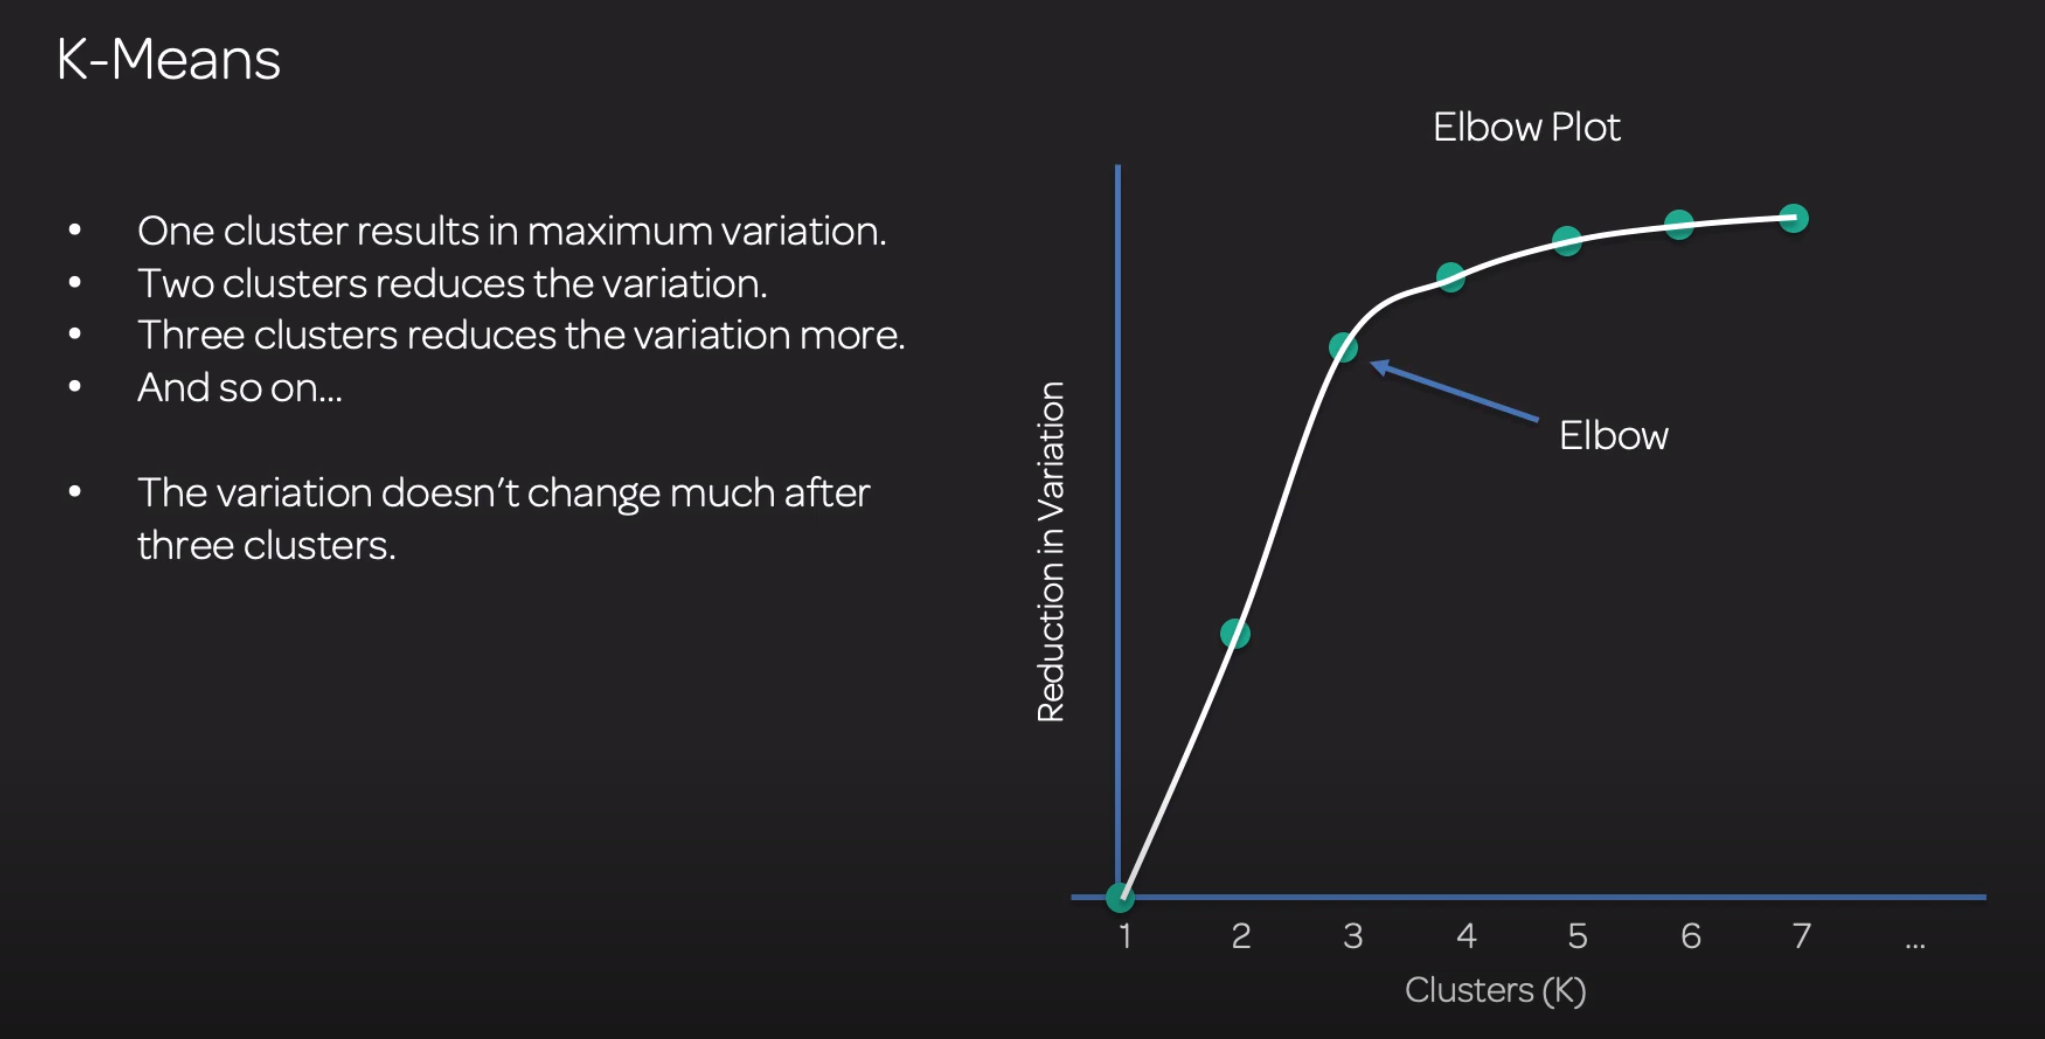 K-Means
• One cluster results in maximum variation.
• Two clusters reduces the variation.
• Three clusters reduces the variation more.
• And so on...
• The variation doesn't change much after
three clusters.
Elbow Plot
Reduction in Variation
Elbow
1 2 3 4 5 6 7 ...
Clusters (K)